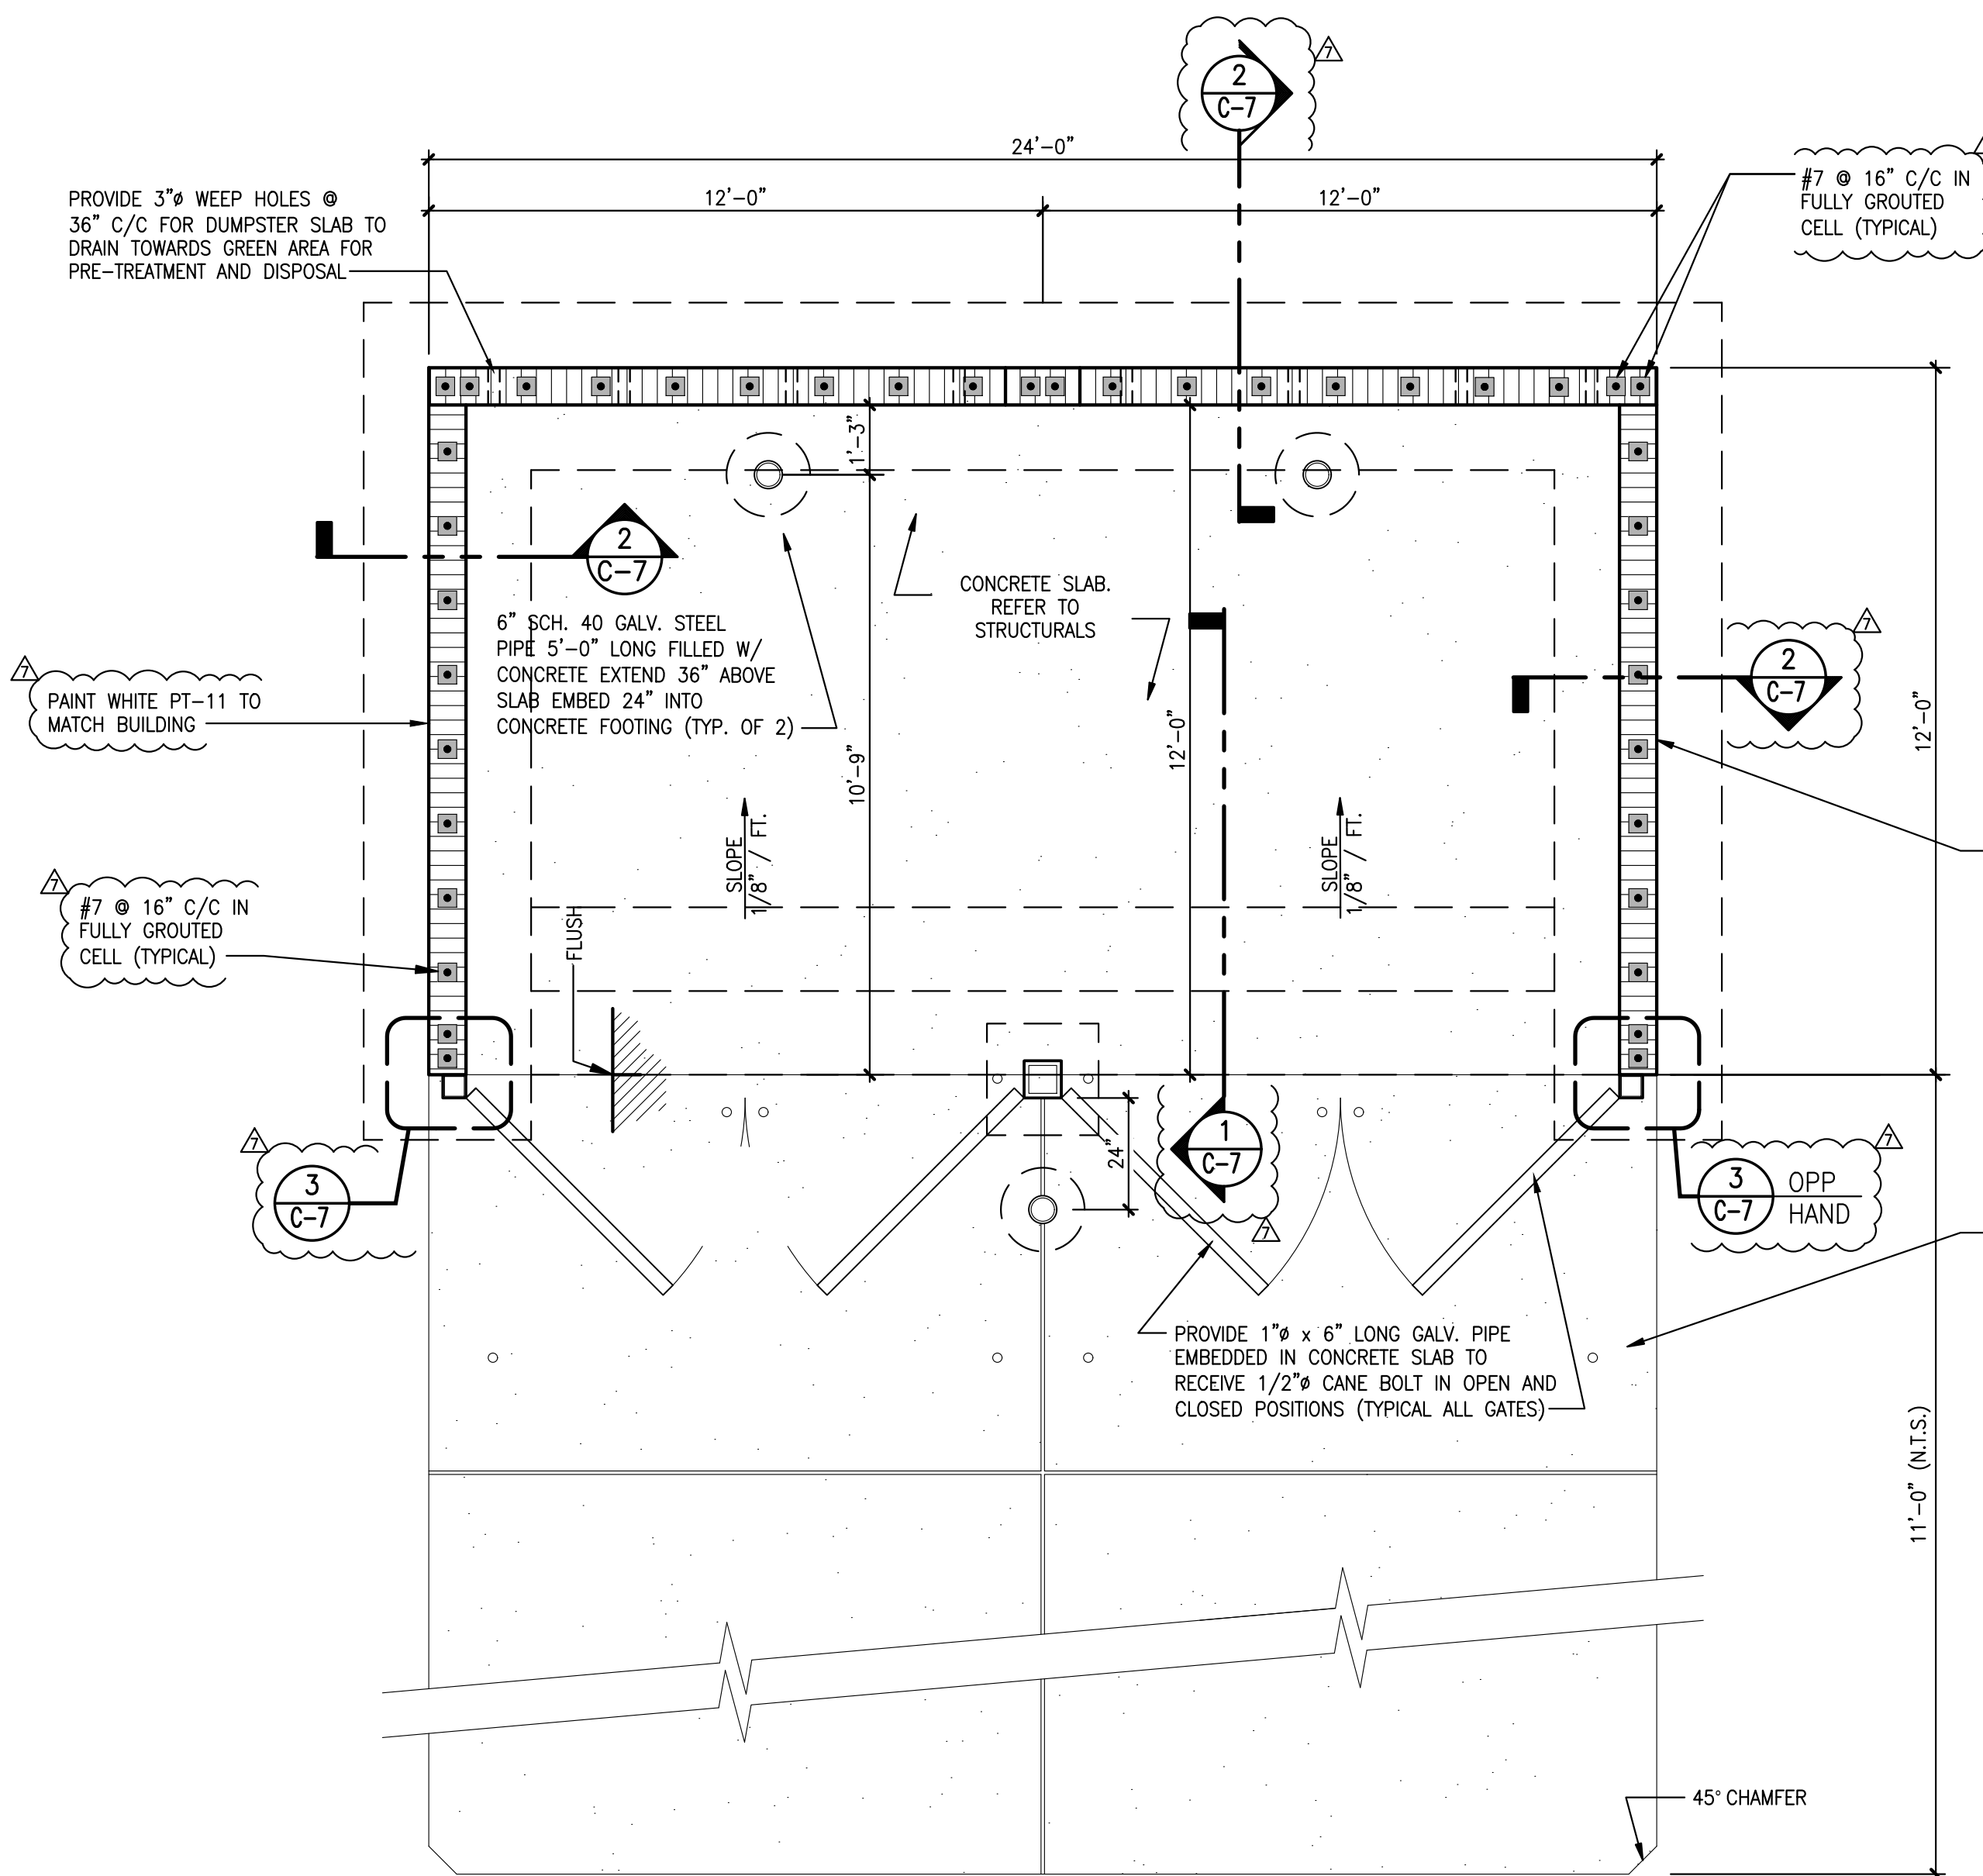 2
C-7
7
24'-0"
12'-0"
12'-0"
PROVIDE 3"ø WEEP HOLES @
36" C/C FOR DUMPSTER SLAB TO
DRAIN TOWARDS GREEN AREA FOR
PRE-TREATMENT AND DISPOSAL
#7 @ 16" C/C IN
FULLY GROUTED
CELL (TYPICAL)
1'-3"
2
C-7
6" SCH. 40 GALV. STEEL
PIPE 5'-0" LONG FILLED W/
CONCRETE EXTEND 36" ABOVE
SLAB EMBED 24" INTO
CONCRETE FOOTING (TYP. OF 2)
CONCRETE SLAB.
REFER TO
STRUCTURALS
7
2
C-7
7
PAINT WHITE PT-11 TO
MATCH BUILDING
12'-0"
12'-0"
10'-9"
SLOPE
1/8" / FT.
SLOPE
1/8" / FT.
7
#7 @ 16" C/C IN
FULLY GROUTED
CELL (TYPICAL)
FLUSH
7
3
C-7
24"
1
C-7
7
7
3
C-7
OPP
HAND
PROVIDE 1"ø x 6" LONG GALV. PIPE
EMBEDDED IN CONCRETE SLAB TO
RECEIVE 1/2"ø CANE BOLT IN OPEN AND
CLOSED POSITIONS (TYPICAL ALL GATES)
11'-0" (N.T.S.)
45° CHAMFER